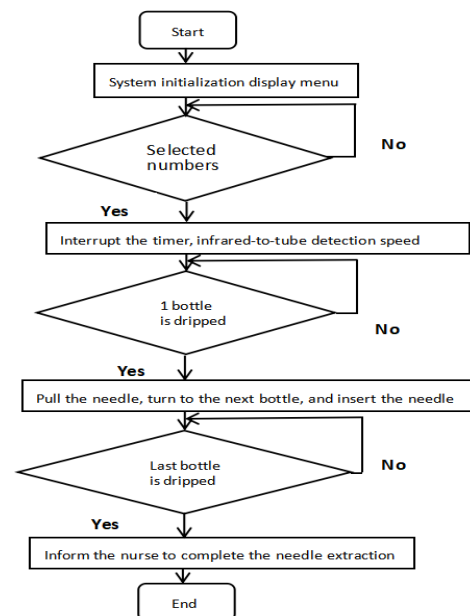 Start
System initialization display menu
Selected
numbers
No
Yes
Interrupt the timer, infrared-to-tube detection speed
1 bottle
is dripped
No
Yes
Pull the needle, turn to the next bottle, and insert the needle
Last bottle
is dripped
No
Yes
Inform the nurse to complete the needle extraction
End